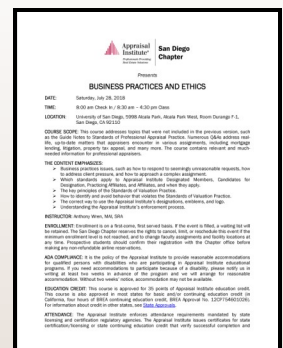 Appraisal Institute®
Professionals Providing Real Estate Solutions
San Diego Chapter
Presents
BUSINESS PRACTICES AND ETHICS
DATE: Saturday, July 28, 2018
TIME: 8:00 am Check In / 8:30 am – 4:30 pm Class
LOCATION: University of San Diego, 5998 Alcala Park, Alcala Park West, Room Durango F-1,
San Diego, CA 92110
COURSE SCOPE: This course addresses topics that were not included in the previous version, such
as the Guide Notes to Standards of Professional Appraisal Practice. Numerous Q&As address real-
life, up-to-date matters that appraisers encounter in various assignments, including mortgage
lending, litigation, property tax appeal, and many more. The course contains relevant and much-
needed information for professional appraisers.
THE CONTENT EMPHASIZES:
➢ Business practices issues, such as how to respond to seemingly unreasonable requests, how
to address client pressure, and how to approach a complex assignment.
➢ Which standards apply to Appraisal Institute Designated Members, Candidates for
Designation, Practicing Affiliates, and Affiliates, and when they apply.
➢ The key principles of the Standards of Valuation Practice.
➢ How to identify and avoid behavior that violates the Standards of Valuation Practice.
➢ The correct way to use the Appraisal Institute's designations, emblems, and logo.
➢ Understanding the Appraisal Institute's enforcement process.
INSTRUCTOR: Anthony Wren, MAI, SRA
ENROLLMENT: Enrollment is on a first come, first served basis. If the event is filled, a waiting list will
be retained. The San Diego Chapter reserves the rights to cancel, limit, or reschedule this event if the
minimum enrollment level is not reached, and to change faculty assignments and facility locations at
any time. Prospective students should confirm their registration with the Chapter office before
making any non-refundable airline reservations.
ADA COMPLIANCE: It is the policy of the Appraisal Institute to provide reasonable accommodations
for qualified persons with disabilities who are participating in Appraisal Institute educational
programs. If you need accommodations to participate because of a disability, please notify us in
writing at least two weeks in advance of the program and we will arrange for reasonable
accommodation. Without two weeks' notice, accommodation may not be available.
EDUCATION CREDIT: This course is approved for
points of Appraisal Institute continuing education credit.
This course is also approved in most states for basic and/or continuing education credit (in
California, four hours of BREA continuing education credit, BREA Approval No.
For information about credit in other states, see State Approvals.
ATTENDANCE: The Appraisal Institute enforces attendance requirements mandated by state
licensing and certification regulatory agencies. The Appraisal Institute issues certificates for state
certification/licensing or state continuing education credit that verify successful completion and